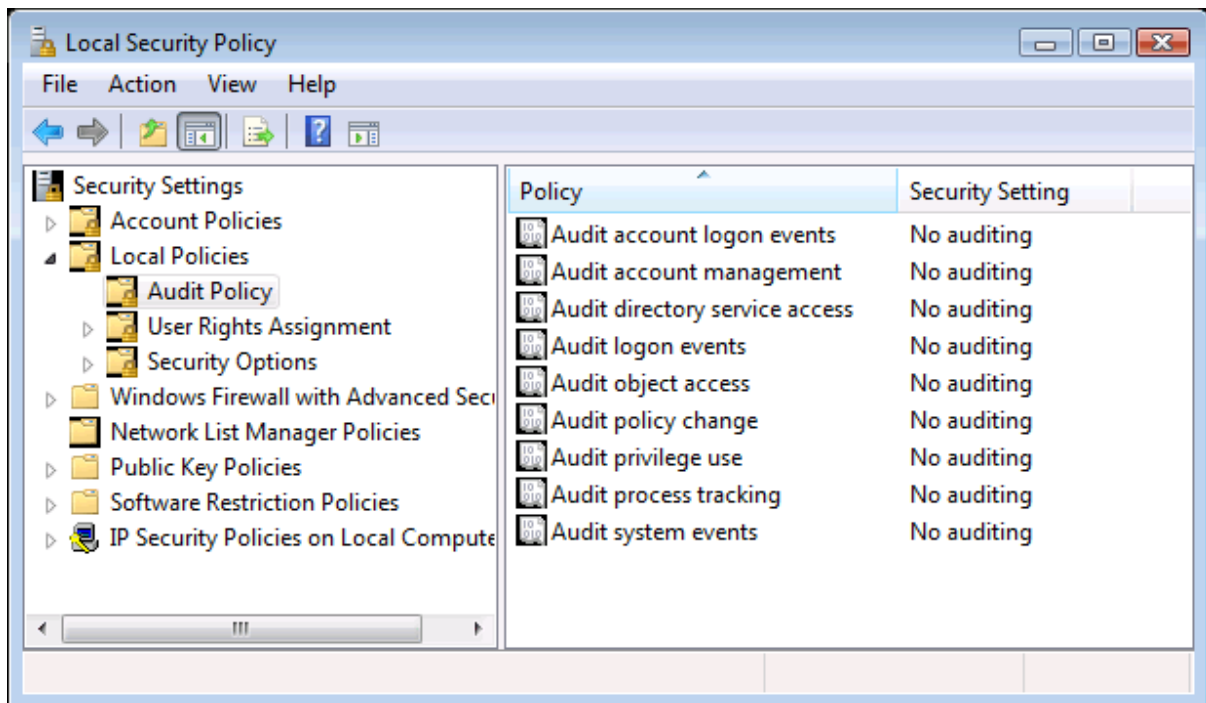 Local Security Policy
File Action View Help
Security Settings
Account Policies
Local Policies
Audit Policy
User Rights Assignment
Security Options
Windows Firewall with Advanced Secu
Network List Manager Policies
Public Key Policies
Software Restriction Policies
IP Security Policies on Local Compute
Policy Security Setting
Audit account logon events No auditing
Audit account management No auditing
Audit directory service access No auditing
Audit logon events No auditing
Audit object access No auditing
Audit policy change No auditing
Audit privilege use No auditing
Audit process tracking No auditing
Audit system events No auditing